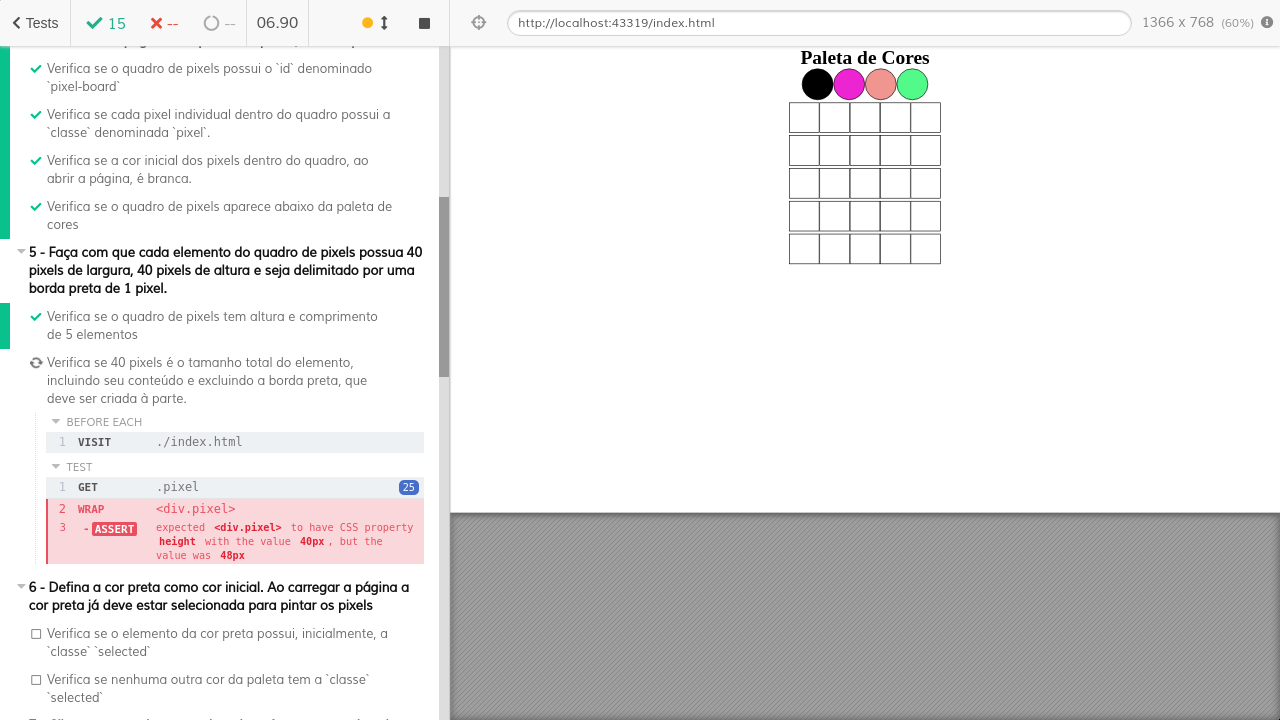 Tests
15
--
--
06.90
http://localhost:43319/index.html
1366 x 768 (60%)
Verifica se o quadro de pixels possui o `id` denominado
`pixel-board`
Verifica se cada pixel individual dentro do quadro possui a
`classe` denominada `pixel`.
Verifica se a cor inicial dos pixels dentro do quadro, ao
abrir a página, é branca.
Verifica se o quadro de pixels aparece abaixo da paleta de
cores
5 - Faça com que cada elemento do quadro de pixels possua 40
pixels de largura, 40 pixels de altura e seja delimitado por uma
borda preta de 1 pixel.
Verifica se o quadro de pixels tem altura e comprimento
de 5 elementos
Verifica se 40 pixels é o tamanho total do elemento,
incluindo seu conteúdo e excluindo a borda preta, que
deve ser criada à parte.
BEFORE EACH
1 VISIT ./index.html
TEST
1 GET .pixel 25
2 WRAP <div.pixel>
3 - ASSERT expected <div.pixel> to have CSS property
height with the value 40px , but the
value was 48px
6 - Defina a cor preta como cor inicial. Ao carregar a página a
cor preta já deve estar selecionada para pintar os pixels
Verifica se o elemento da cor preta possui, inicialmente, a
`classe` `selected`
Verifica se nenhuma outra cor da paleta tem a `classe`
`selected`
Paleta de Cores